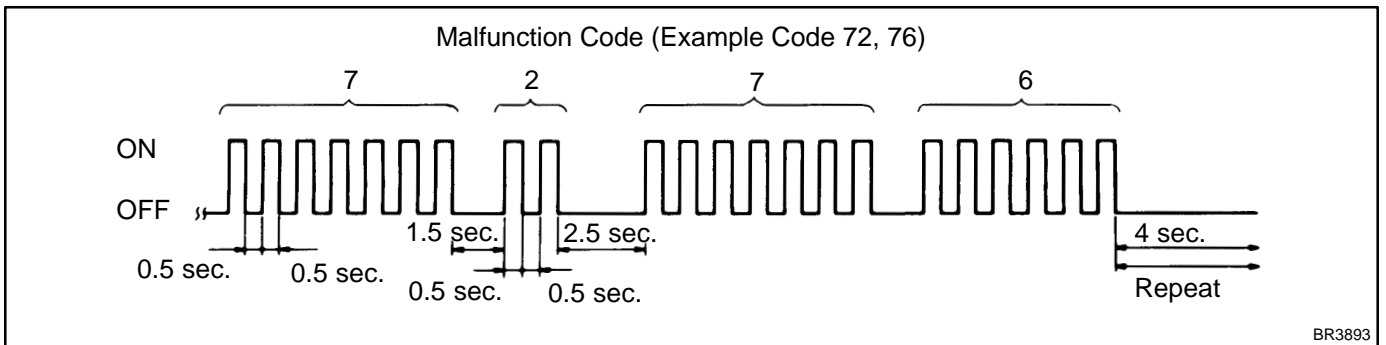 Malfunction Code (Example Code 72, 76)
7 2 7 6
ON
OFF
1.5 sec. 2.5 sec. 4 sec.
0.5 sec. 0.5 sec.
0.5 sec. 0.5 sec. Repeat
BR3893